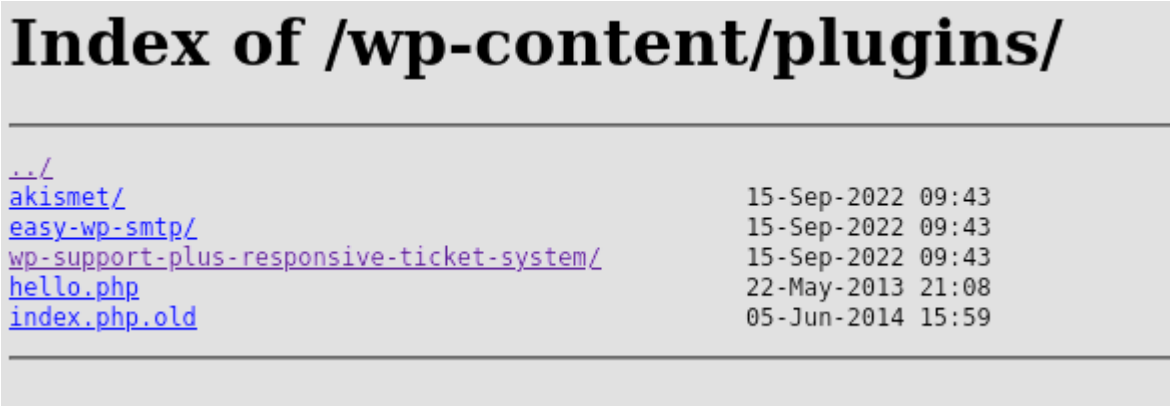 Index of /wp-content/plugins/
../
akismet/ 15-Sep-2022 09:43
easy-wp-smtp/ 15-Sep-2022 09:43
wp-support-plus-responsive-ticket-system/ 15-Sep-2022 09:43
hello.php 22-May-2013 21:08
index.php.old 05-Jun-2014 15:59